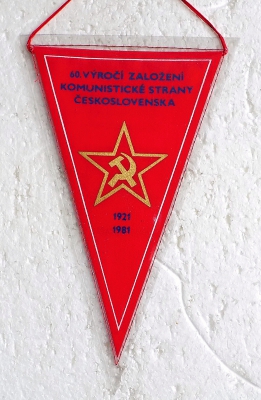 60. VÝROČÍ ZALOŽENÍ
KOMUNISTICKÉ STRANY
ČESKOSLOVENSKA
1921
1981